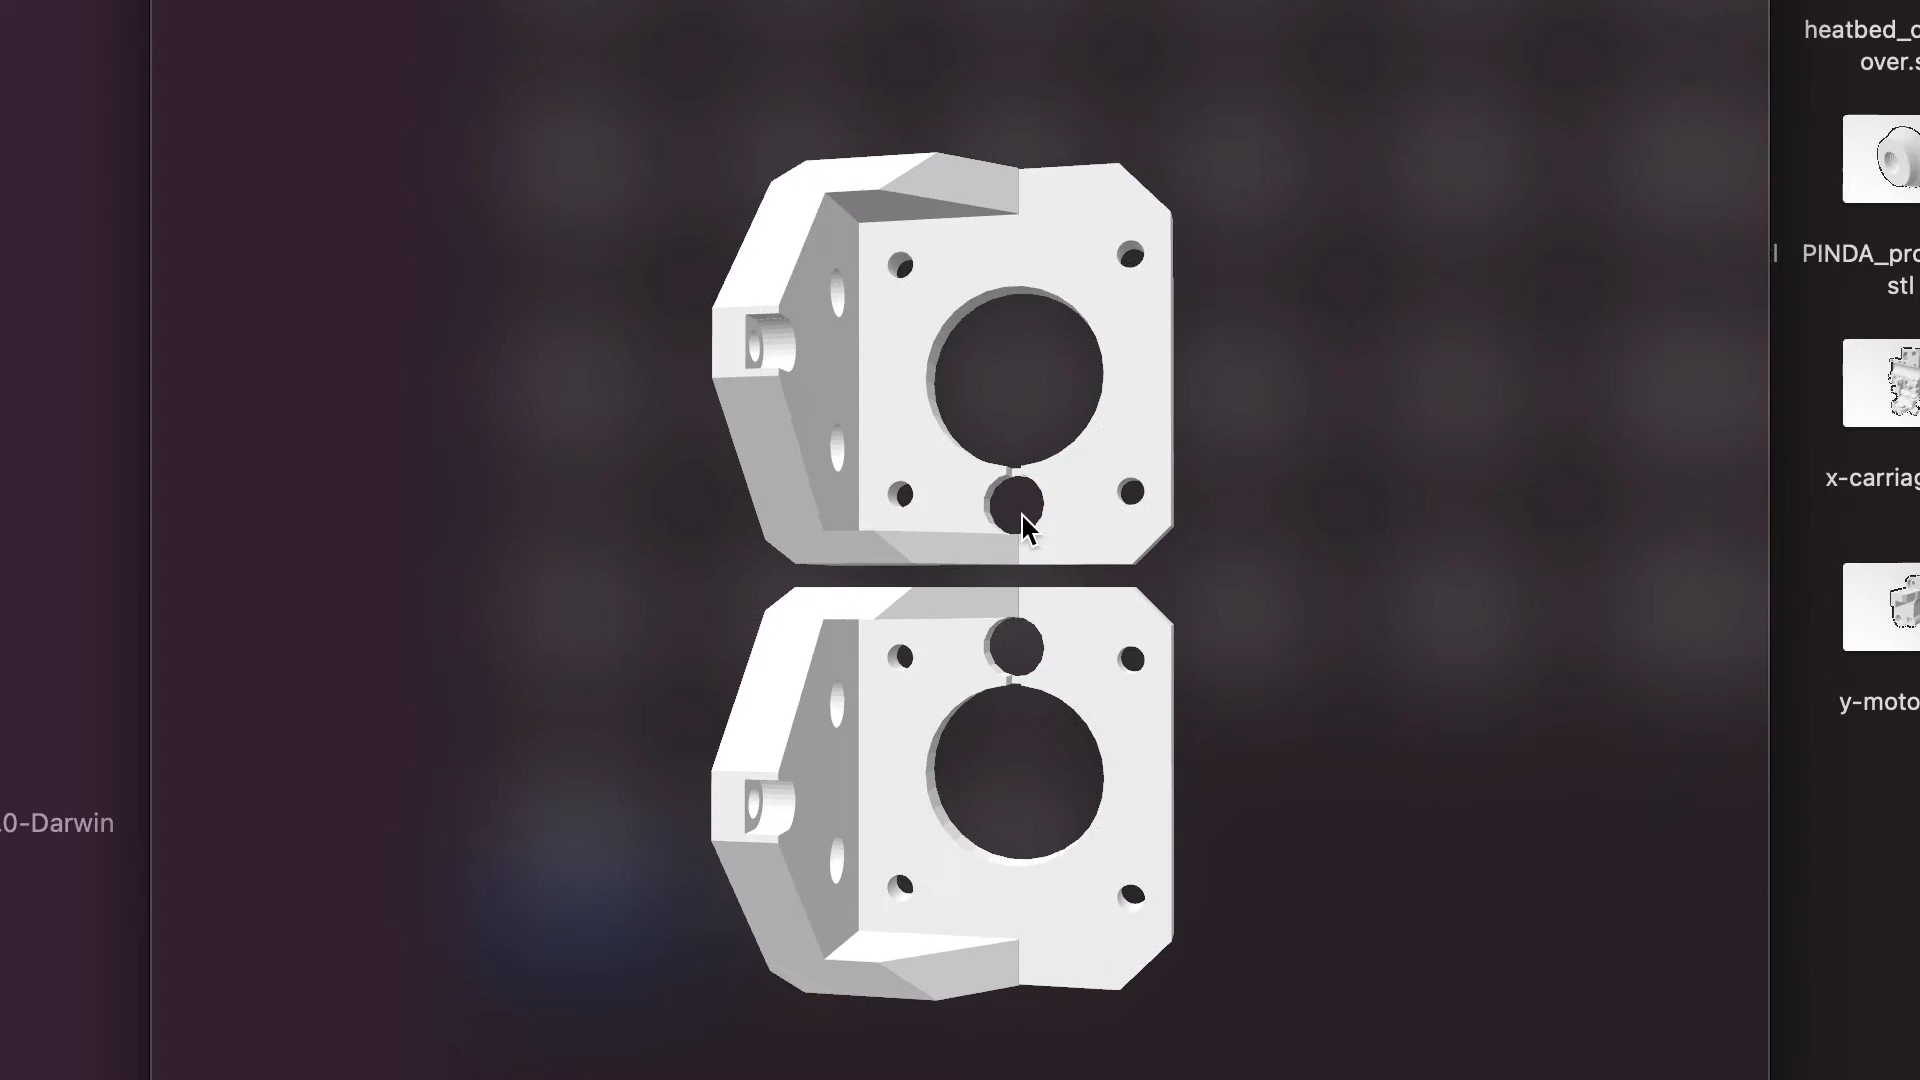 heatbed_c
over.s
PINDA_pro
stl
x-carriag
y-moto
.0-Darwin